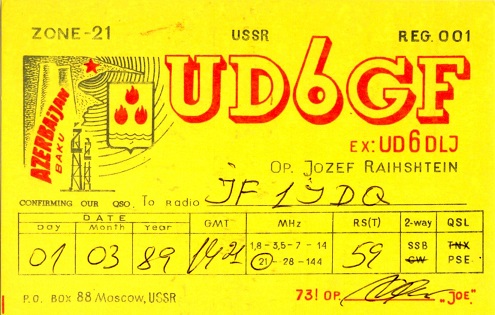 ZONE-21 USSR REG. 001
UD6GF
AZERBAIJAN
BAKU
EX: UD6DLJ
OP. JOZEF RAIHSHTEIN
CONFIRMING OUR QSO, To Radio JF1JDQ
DATE GMT MHz RS(T) 2-way QSL
Day Month Year
01 03 89 1,8 - 3,5 - 7 - 14 59 SSB TNX
21 - 28 - 144 CW PSE
P.O. BOX 88 Moscow, USSR 73! OP. „JOE"